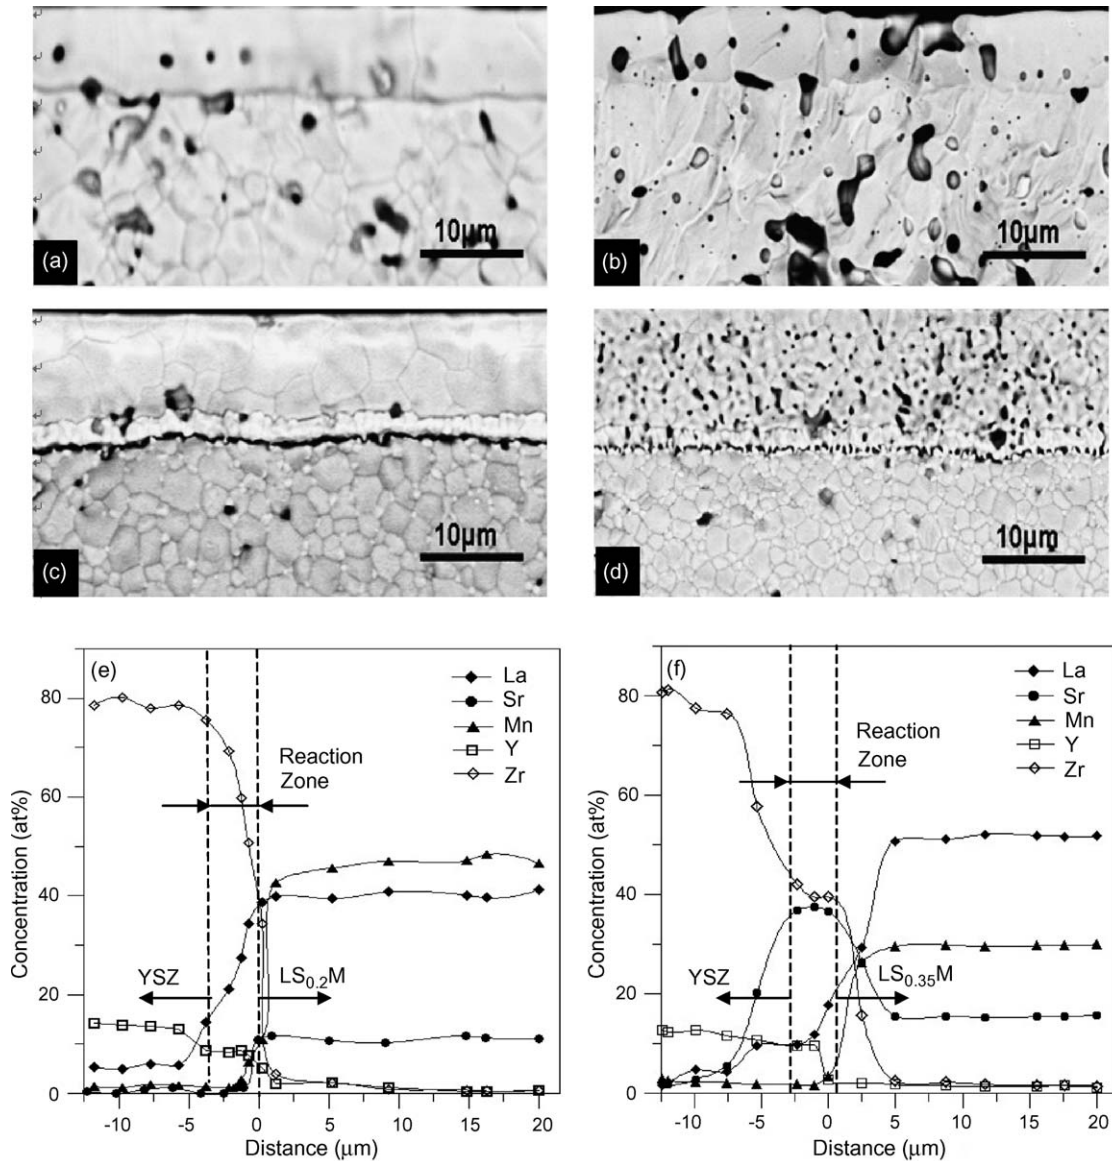 10μm
(a)
10μm
(b)
10μm
(c)
10μm
(d)
(e)
La
Sr
Mn
Y
Zr
Reaction
Zone
YSZ
LS0.2M
Concentration (at%)
80
60
40
20
0
-10
-5
0
5
10
15
20
Distance (μm)
(f)
La
Sr
Mn
Y
Zr
Reaction
Zone
YSZ
LS0.35M
Concentration (at%)
80
60
40
20
0
-10
-5
0
5
10
15
20
Distance (μm)